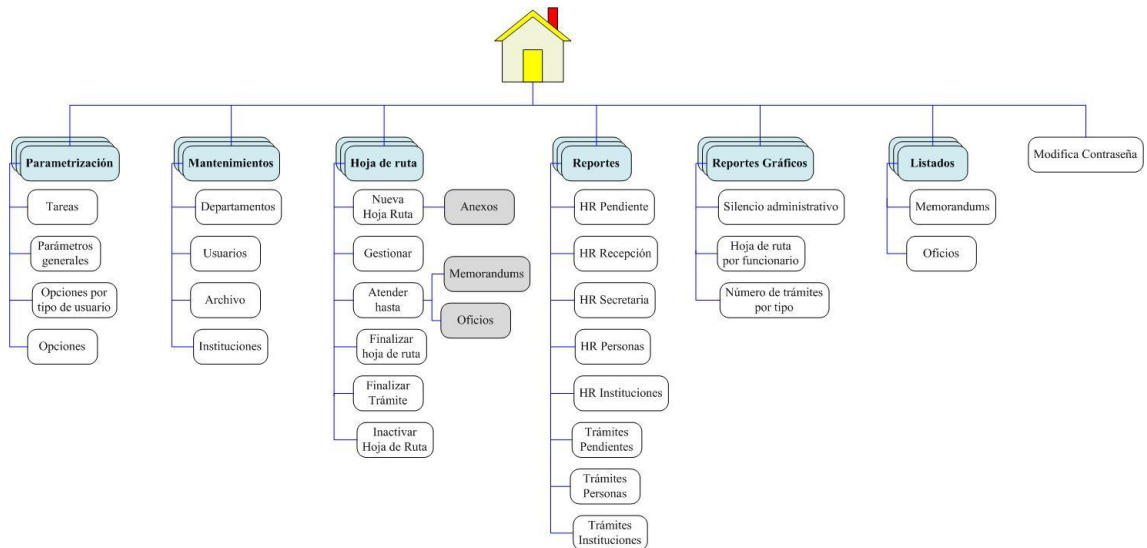 Parametrización
Tareas
Parámetros
generales
Opciones por
tipo de usuario
Opciones
Mantenimientos
Departamentos
Usuarios
Archivo
Instituciones
Hoja de ruta
Nueva
Hoja Ruta
Anexos
Gestionar
Atender
hasta
Memorandums
Oficios
Finalizar
hoja de ruta
Finalizar
Trámite
Inactivar
Hoja de Ruta
Reportes
HR Pendiente
HR Recepción
HR Secretaria
HR Personas
HR Instituciones
Trámites
Pendientes
Trámites
Personas
Trámites
Instituciones
Reportes Gráficos
Silencio administrativo
Hoja de ruta
por funcionario
Número de trámites
por tipo
Listados
Memorandums
Oficios
Modifica Contraseña